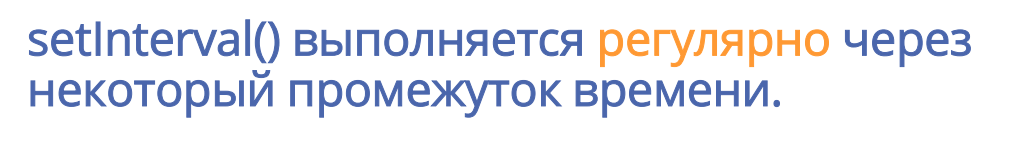 setInterval() выполняется регулярно через
некоторый промежуток времени.